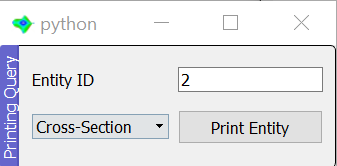 python
Printing Query
Entity ID
2
Cross-Section
Print Entity